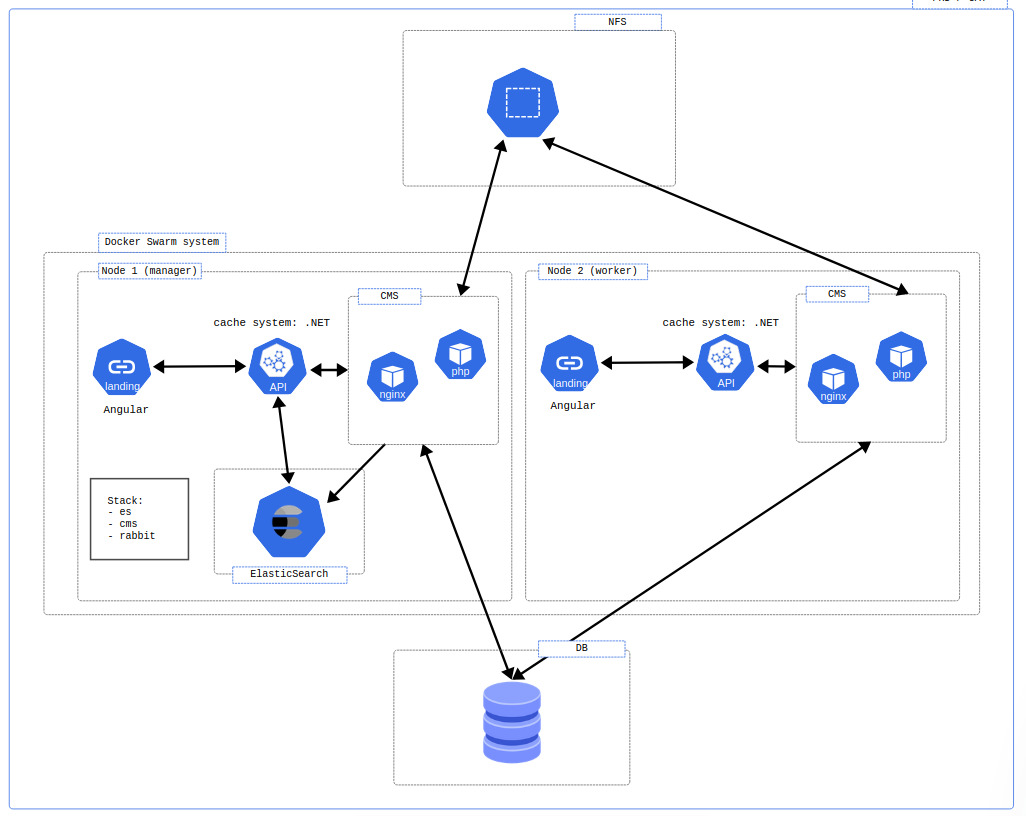 NFS
Docker Swarm system
Node 1 (manager)
Node 2 (worker)
CMS
CMS
cache system: .NET
cache system: .NET
landing
API
nginx
php
landing
API
nginx
php
Angular
Angular
Stack:
- es
- cms
- rabbit
ElasticSearch
DB